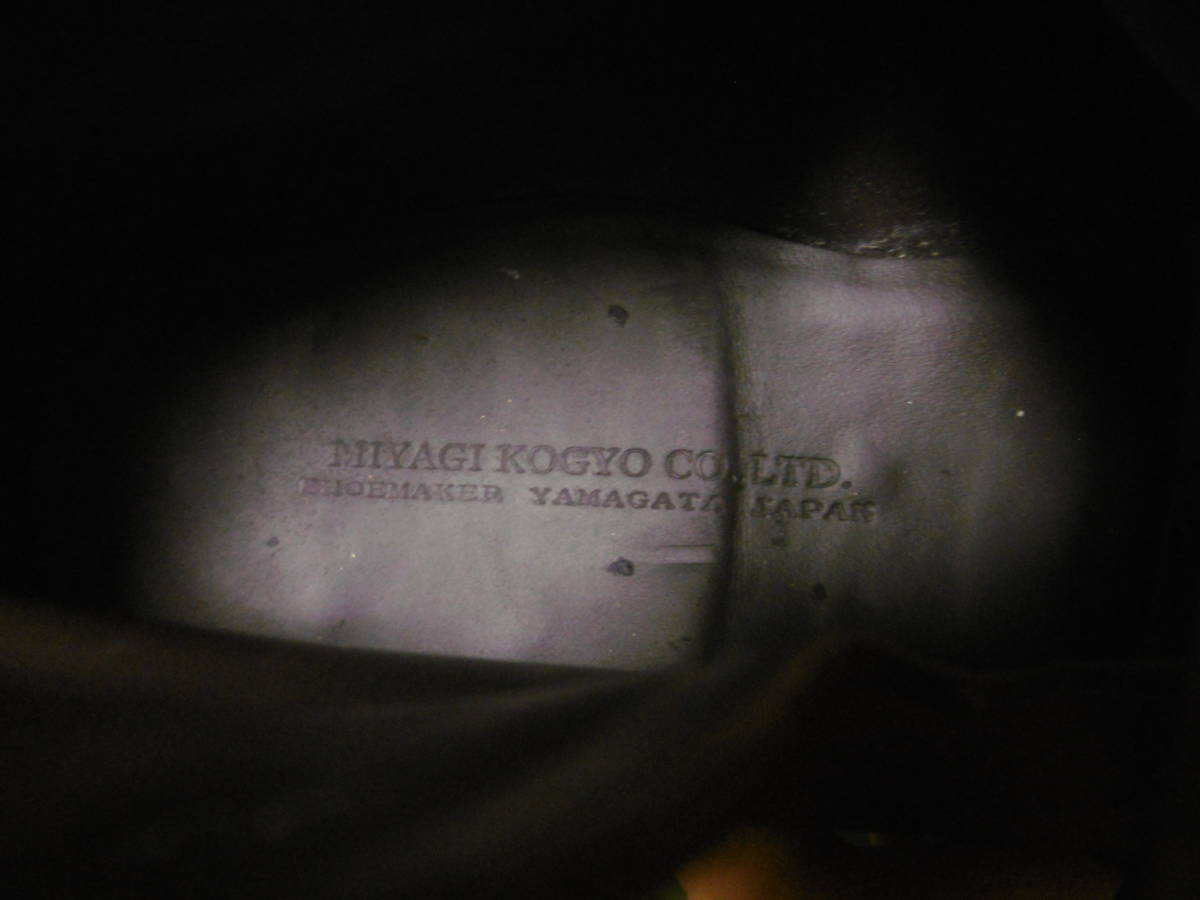 MIYAGI KOGYO CO., LTD.
SHOEMAKER YAMAGATA JAPAN